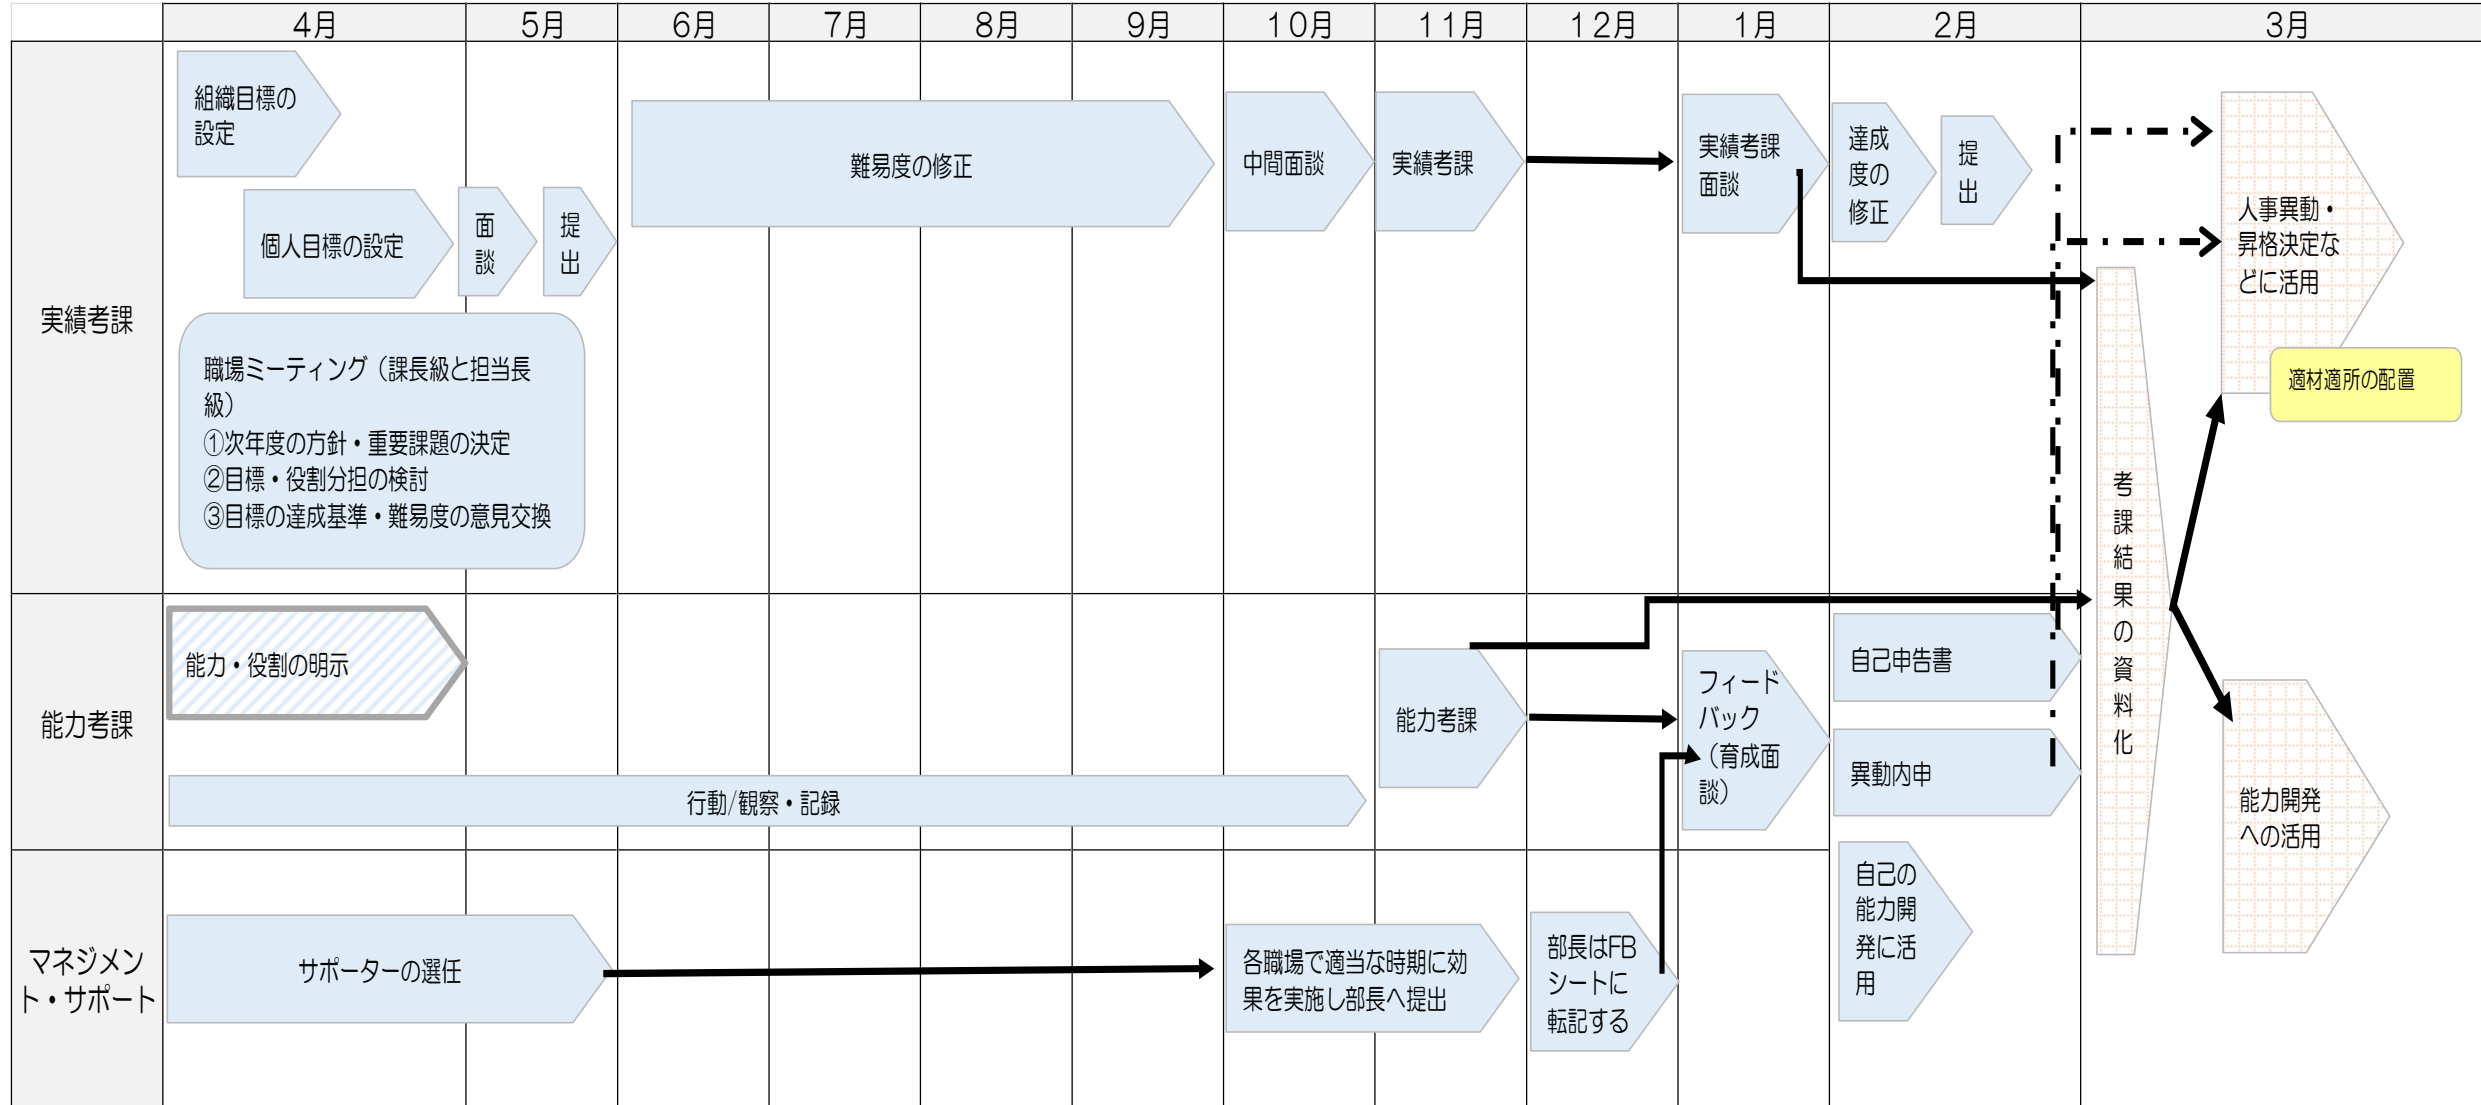 4月
5月
6月
7月
8月
9月
10月
11月
12月
1月
2月
3月
実績考課
組織目標の
設定
個人目標の設定
面
談
提
出
職場ミーティング（課長級と担当長
級）
①次年度の方針・重要課題の決定
②目標・役割分担の検討
③目標の達成基準・難易度の意見交換
難易度の修正
中間面談
実績考課
実績考課
面談
達成
度の
修正
提
出
人事異動・
昇格決定な
どに活用
適材適所の配置
考
課
結
果
の
資
料
化
能力考課
能力・役割の明示
行動/観察・記録
能力考課
フィード
バック
（育成面
談）
自己申告書
異動内申
能力開発
への活用
マネジメン
ト・サポート
サポーターの選任
各職場で適当な時期に効
果を実施し部長へ提出
部長はFB
シートに
転記する
自己の
能力開
発に活
用